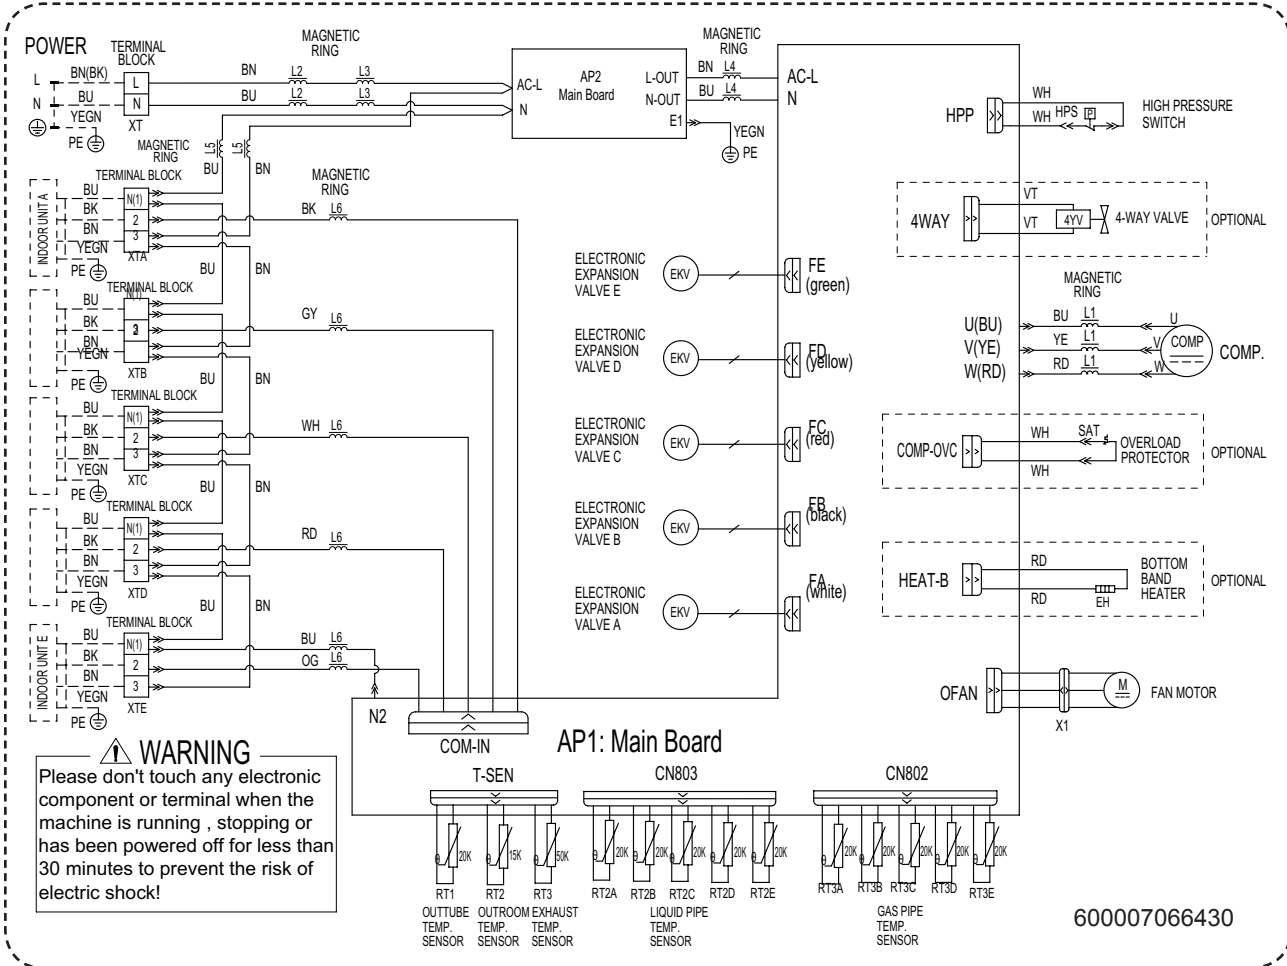 POWER
TERMINAL
BLOCK
MAGNETIC
RING
L
BN(BK)
L
BN
L2
L3
N
BU
N
BU
L2
L3
YEGN
XT
PE
AC-L
N
AP2
Main Board
L-OUT
N-OUT
E1
MAGNETIC
RING
BN
L4
BU
L4
YEGN
PE
AC-L
N
MAGNETIC
RING
L5
L5
BU
BN
TERMINAL BLOCK
INDOOR UNIT A
BU
BK
BN
YEGN
PE
N(1)
2
3
XTA
MAGNETIC
RING
BK
L6
BU
BN
TERMINAL BLOCK
BU
BK
BN
YEGN
PE
N(1)
XTB
GY
L6
BU
BN
TERMINAL BLOCK
BU
BK
BN
YEGN
PE
N(1)
2
3
XTC
WH
L6
BU
BN
TERMINAL BLOCK
BU
BK
BN
YEGN
PE
N(1)
2
3
XTD
RD
L6
BU
BN
TERMINAL BLOCK
INDOOR UNIT E
BU
BK
BN
YEGN
PE
N(1)
2
3
XTE
BU
L6
OG
L6
N2
COM-IN
ELECTRONIC
EXPANSION
VALVE E
EKV
FE
(green)
ELECTRONIC
EXPANSION
VALVE D
EKV
FD
(yellow)
ELECTRONIC
EXPANSION
VALVE C
EKV
FC
(red)
ELECTRONIC
EXPANSION
VALVE B
EKV
FB
(black)
ELECTRONIC
EXPANSION
VALVE A
EKV
FA
(white)
HPP
WH
WH
HPS
P
HIGH PRESSURE
SWITCH
4WAY
VT
VT
4YV
4-WAY VALVE
OPTIONAL
MAGNETIC
RING
U(BU)
BU
L1
U
V(YE)
YE
L1
V
W(RD)
RD
L1
W
COMP
COMP.
COMP-OVC
WH
SAT
WH
OVERLOAD
PROTECTOR
OPTIONAL
HEAT-B
RD
RD
EH
BOTTOM
BAND
HEATER
OPTIONAL
OFAN
X1
M
FAN MOTOR
AP1: Main Board
WARNING
Please don't touch any electronic
component or terminal when the
machine is running , stopping or
has been powered off for less than
30 minutes to prevent the risk of
electric shock!
T-SEN
θ
20K
θ
15K
θ
50K
RT1
RT2
RT3
OUTTUBE
TEMP.
SENSOR
OUTROOM
TEMP.
SENSOR
EXHAUST
TEMP.
SENSOR
CN803
θ
20K
θ
20K
θ
20K
θ
20K
θ
20K
RT2A
RT2B
RT2C
RT2D
RT2E
LIQUID PIPE
TEMP.
SENSOR
CN802
θ
20K
θ
20K
θ
20K
θ
20K
θ
20K
RT3A
RT3B
RT3C
RT3D
RT3E
GAS PIPE
TEMP.
SENSOR
600007066430